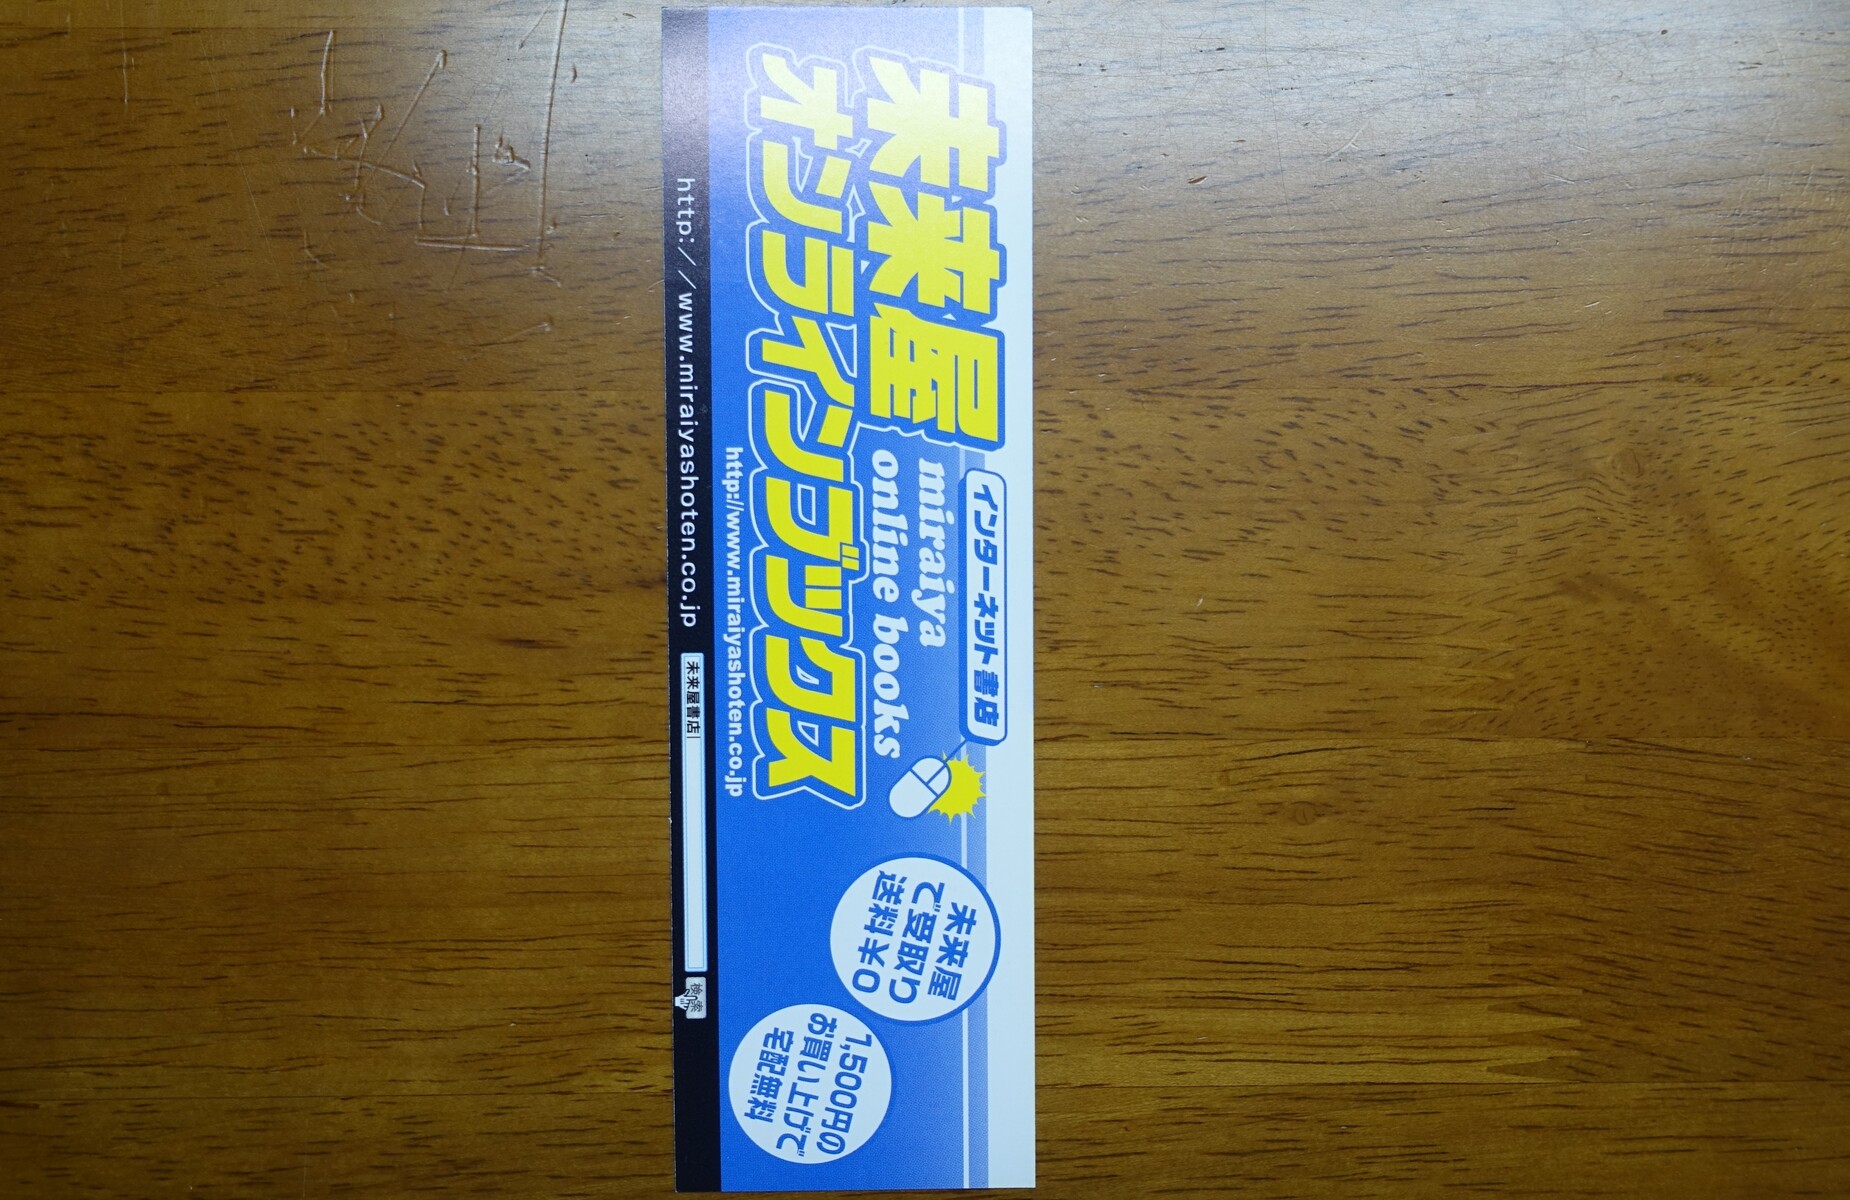 インターネット書店
未来屋
miraiya
online books
オンラインブックス
http://www.miraiyashoten.co.jp
未来屋
で受取り
送料￥0
1,500円の
お買い上げで
宅配無料
http://www.miraiyashoten.co.jp
未来屋書店
検索